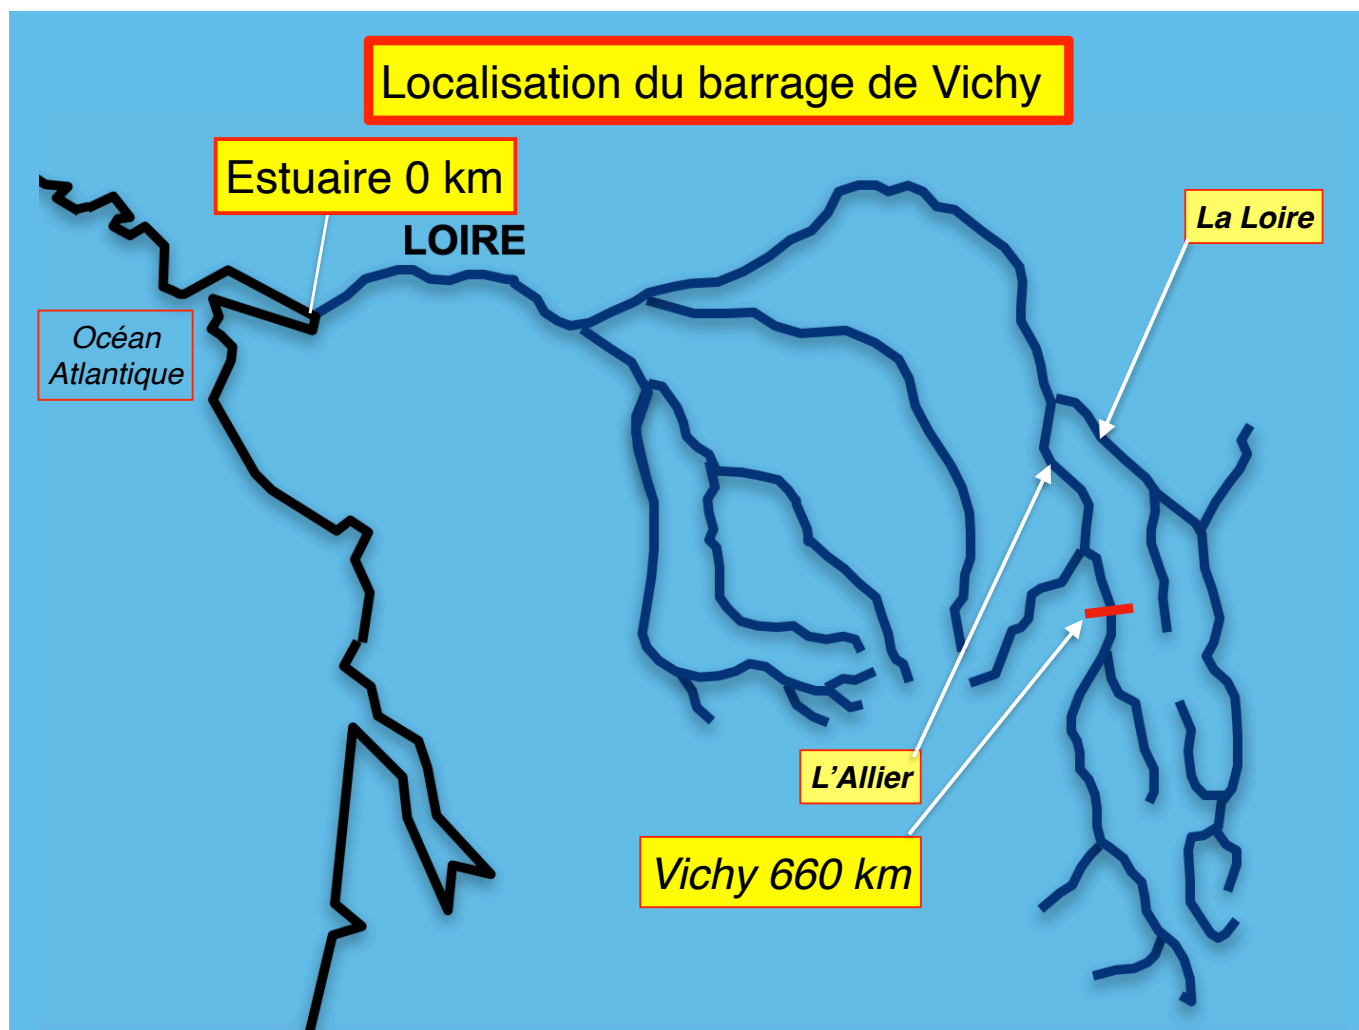 Localisation du barrage de Vichy
Estuaire 0 km
LOIRE
La Loire
Océan
Atlantique
L’Allier
Vichy 660 km